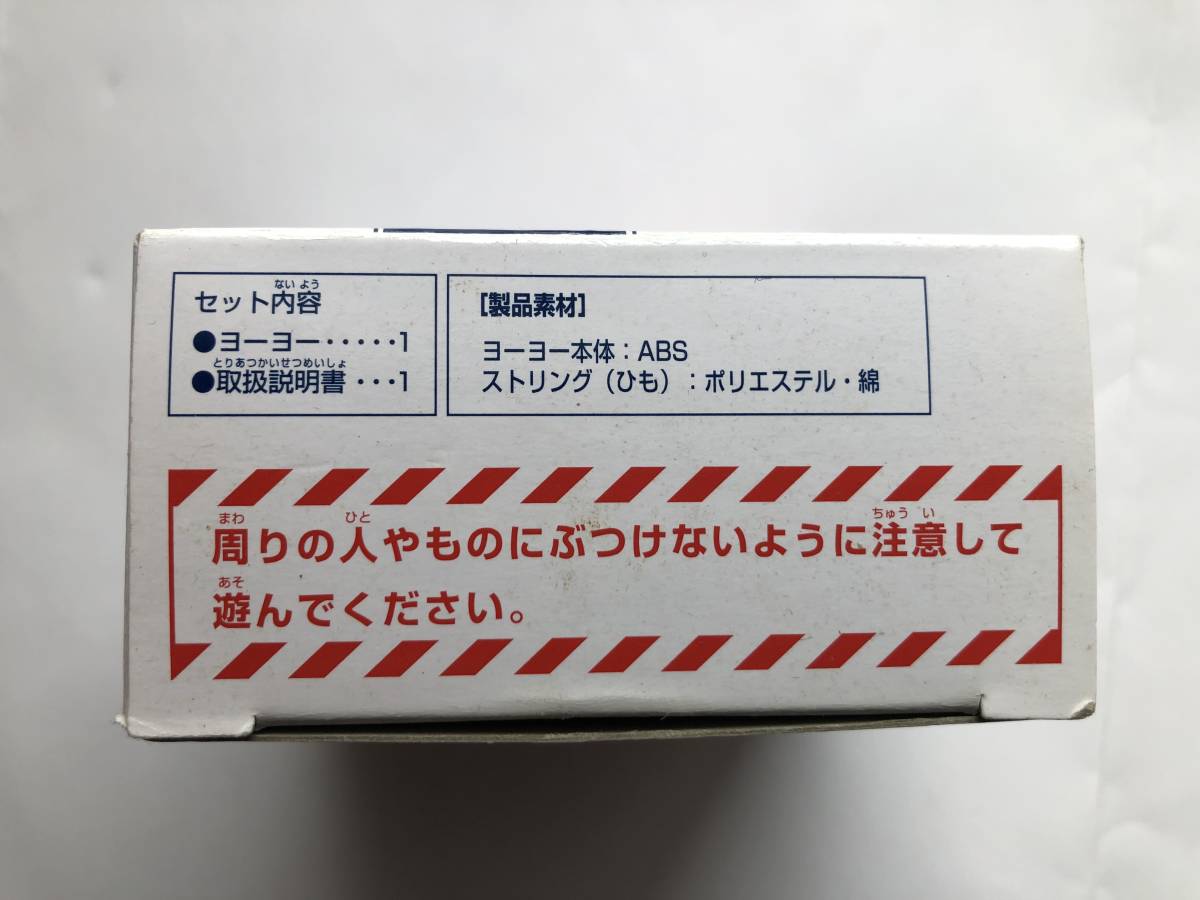 ないよう
セット内容
●ヨーヨー・・・・・1
とりあつかいせつめいしょ
●取扱説明書・・・1
［製品素材］
ヨーヨー本体：ABS
ストリング（ひも）：ポリエステル・綿
まわ ひと ちゅうい
周りの人やものにぶつけないように注意して
あそ
遊んでください。